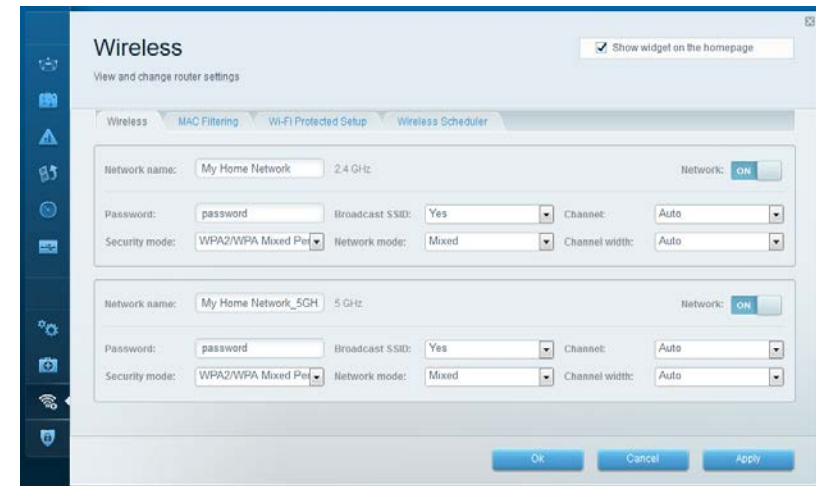 Wireless
Show widget on the homepage
View and change router settings
Wireless MAC Filtering Wi-Fi Protected Setup Wireless Scheduler
Network name: My Home Network 2.4 GHz Network: ON
Password: password Broadcast SSID: Yes Channel: Auto
Security mode: WPA2/WPA Mixed Per Network mode: Mixed Channel width: Auto
Network name: My Home Network_5GH 5 GHz Network: ON
Password: password Broadcast SSID: Yes Channel: Auto
Security mode: WPA2/WPA Mixed Per Network mode: Mixed Channel width: Auto
Ok Cancel Apply